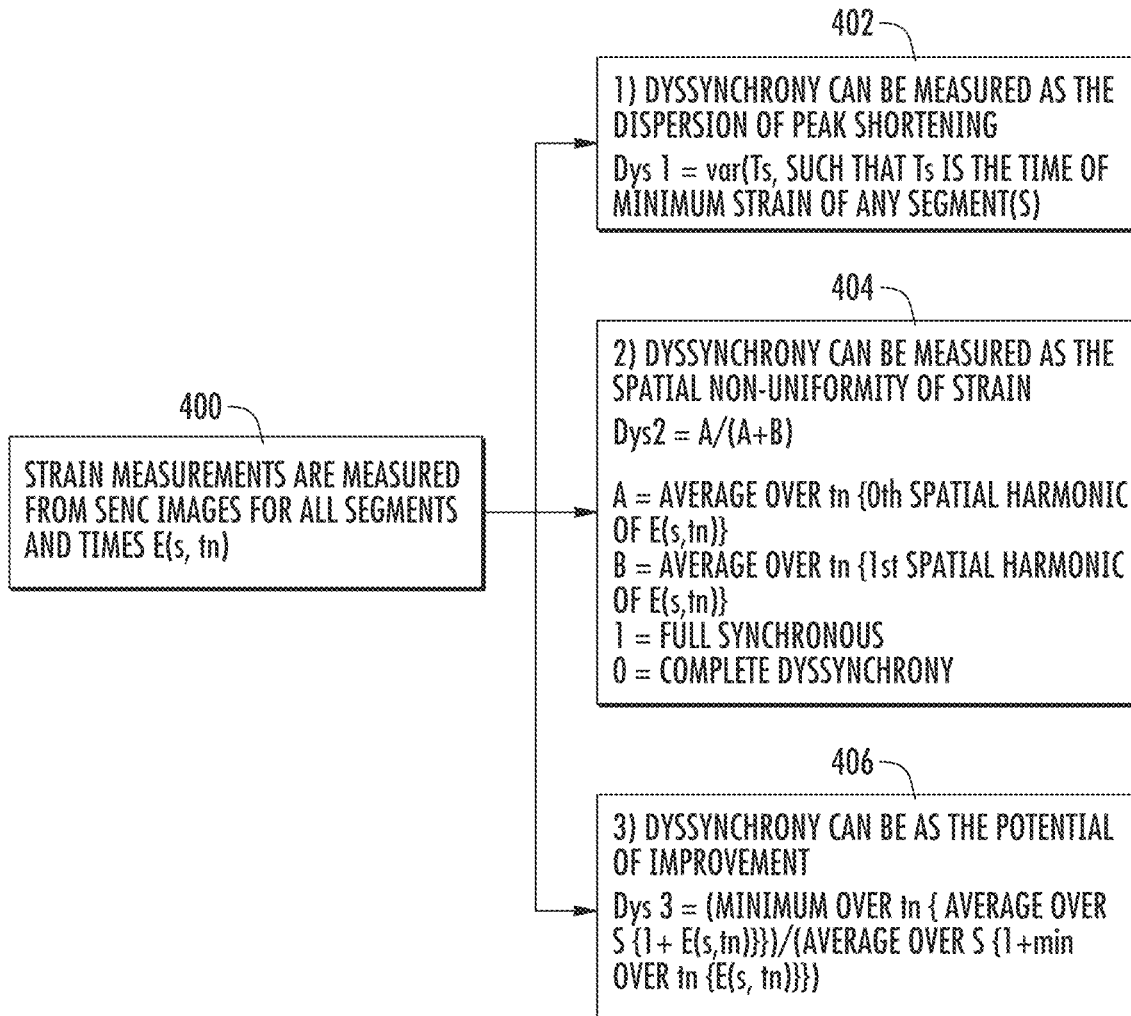 402
1) DYSSYNCHRONY CAN BE MEASURED AS THE
DISPERSION OF PEAK SHORTENING
Dys 1 = var(Ts, SUCH THAT Ts IS THE TIME OF
MINIMUM STRAIN OF ANY SEGMENT(S)
404
2) DYSSYNCHRONY CAN BE MEASURED AS THE
SPATIAL NON-UNIFORMITY OF STRAIN
Dys2 = A/(A+B)
A = AVERAGE OVER tn {0th SPATIAL HARMONIC
OF E(s,tn)}
B = AVERAGE OVER tn {1st SPATIAL HARMONIC
OF E(s,tn)}
1 = FULL SYNCHRONOUS
0 = COMPLETE DYSSYNCHRONY
400
STRAIN MEASUREMENTS ARE MEASURED
FROM SENC IMAGES FOR ALL SEGMENTS
AND TIMES E(s, tn)
406
3) DYSSYNCHRONY CAN BE AS THE POTENTIAL
OF IMPROVEMENT
Dys 3 = (MINIMUM OVER tn { AVERAGE OVER
S {1+ E(s,tn)}})/(AVERAGE OVER S {1+min
OVER tn {E(s, tn)}})